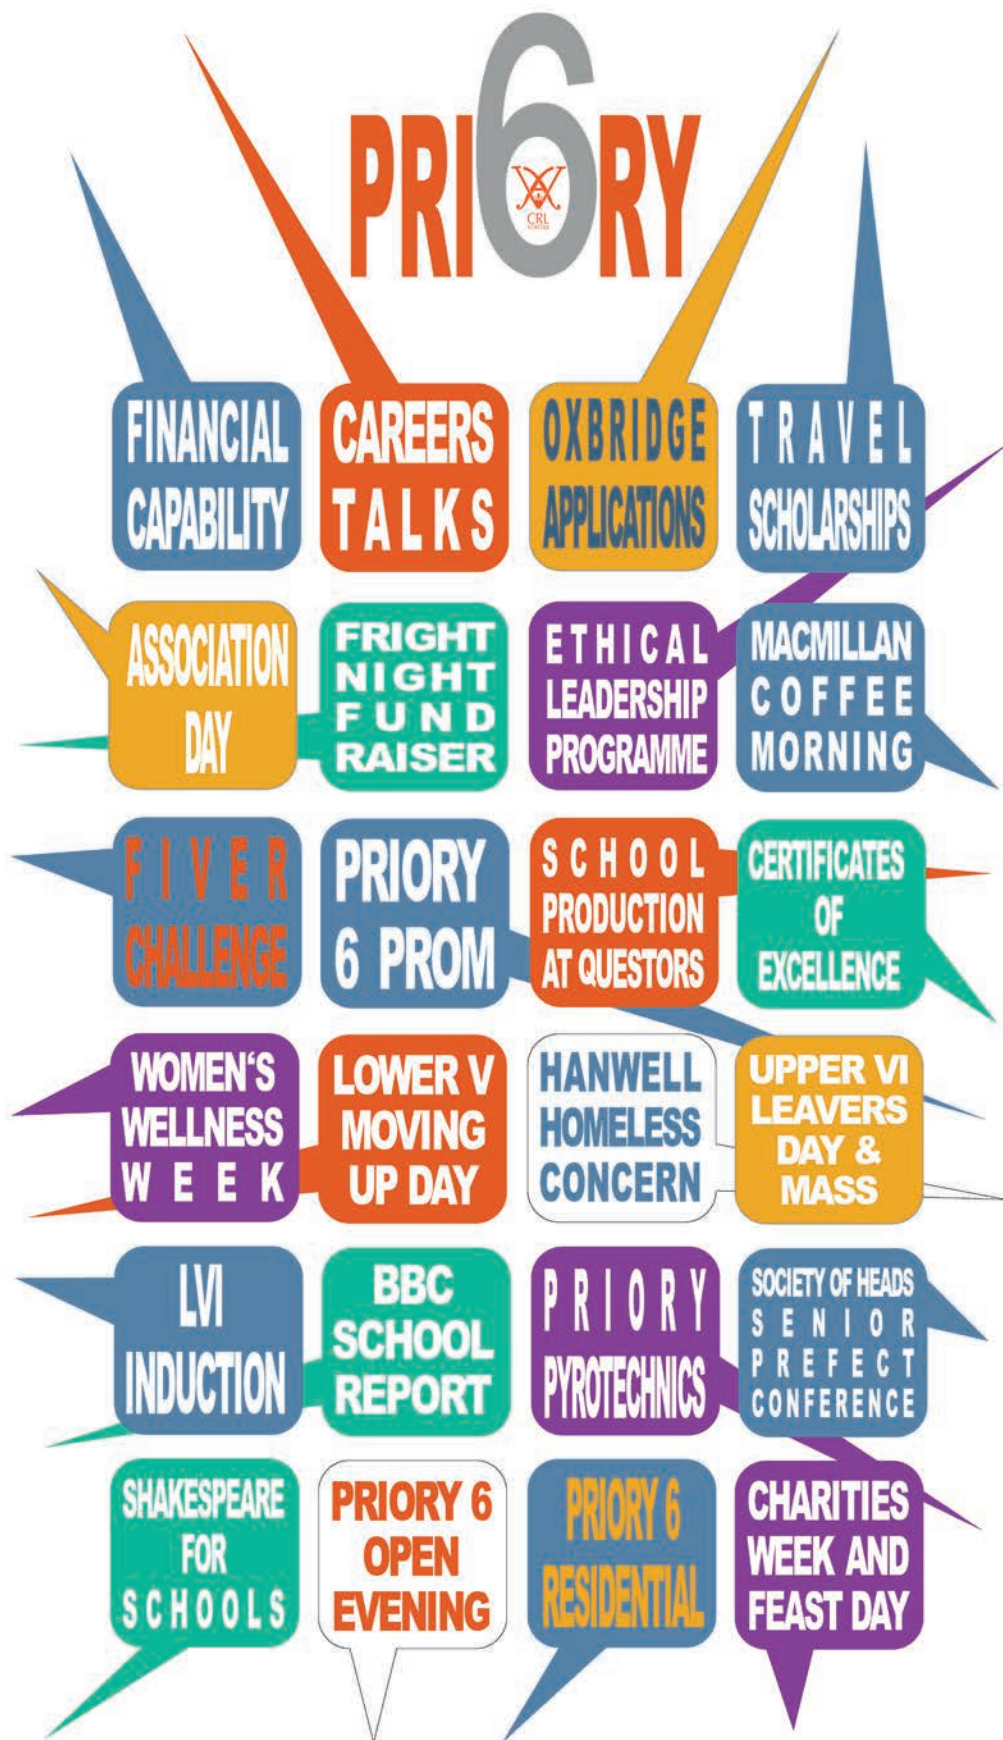 PRI6RY
CRL
FINANCIAL
CAPABILITY
CAREERS
TALKS
OXBRIDGE
APPLICATIONS
TRAVEL
SCHOLARSHIPS
ASSOCIATION
DAY
FRIGHT
NIGHT
FUND
RAISER
ETHICAL
LEADERSHIP
PROGRAMME
MACMILLAN
COFFEE
MORNING
FIVER
CHALLENGE
PRIORY
6 PROM
SCHOOL
PRODUCTION
AT QUESTORS
CERTIFICATES
OF
EXCELLENCE
WOMEN‘S
WELLNESS
WEEK
LOWER V
MOVING
UP DAY
HANWELL
HOMELESS
CONCERN
UPPER VI
LEAVERS
DAY &
MASS
LVI
INDUCTION
BBC
SCHOOL
REPORT
PRIORY
PYROTECHNICS
SOCIETY OF HEADS
SENIOR
PREFECT
CONFERENCE
SHAKESPEARE
FOR
SCHOOLS
PRIORY 6
OPEN
EVENING
PRIORY 6
RESIDENTIAL
CHARITIES
WEEK AND
FEAST DAY